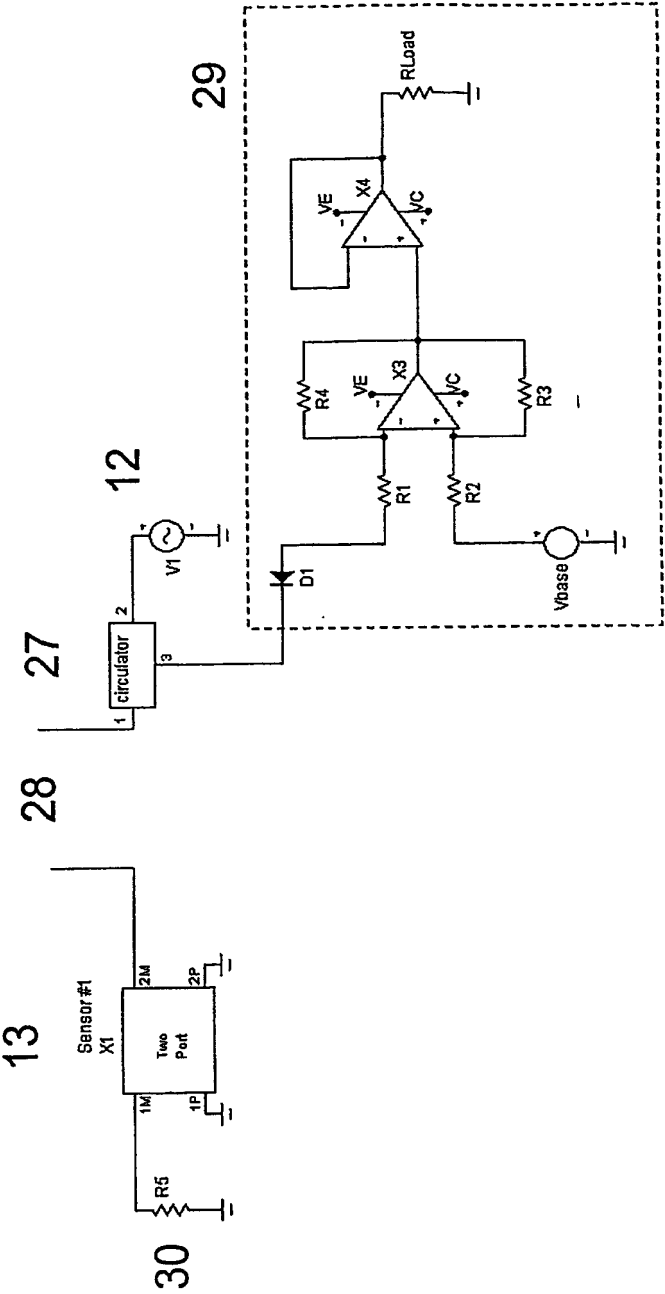 13
28
27
12
29
Sensor #1
X1
1M
2M
Two
Port
1P
2P
R5
30
circulator
1
2
3
V1
D1
R1
R2
R4
R3
X3
VE
VC
Vbase
X4
VE
VC
RLoad